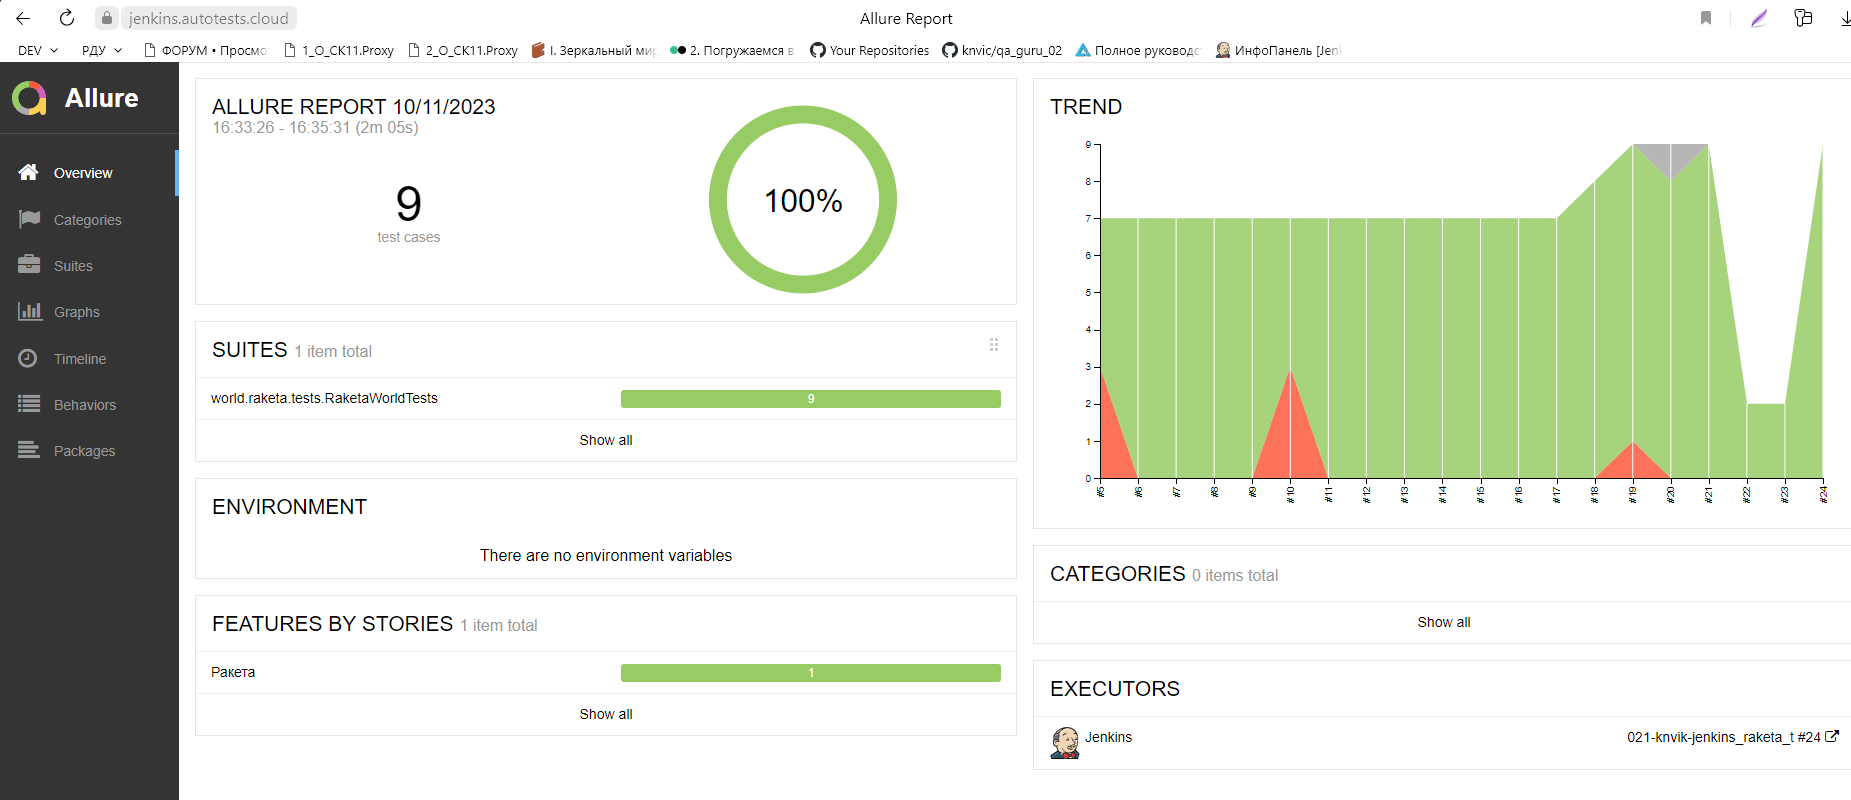 jenkins.autotests.cloud
Allure Report
DEV
РДУ
ФОРУМ • Просмо
1_О_СК11.Proxy
2_О_СК11.Proxy
I. Зеркальный ми
2. Погружаемся в
Your Repositories
knvic/qa_guru_02
Полное руководс
ИнфоПанель [Jen
Allure
Overview
Categories
Suites
Graphs
Timeline
Behaviors
Packages
ALLURE REPORT 10/11/2023
16:33:26 - 16:35:31 (2m 05s)
9
test cases
100%
SUITES 1 item total
world.raketa.tests.RaketaWorldTests
9
Show all
ENVIRONMENT
There are no environment variables
FEATURES BY STORIES 1 item total
Ракета
1
Show all
TREND
9
8
7
6
5
4
3
2
1
0
#5
#6
#7
#8
#9
#10
#11
#12
#13
#14
#15
#16
#17
#18
#19
#20
#21
#22
#23
#24
CATEGORIES 0 items total
Show all
EXECUTORS
Jenkins
021-knvik-jenkins_raketa_t #24